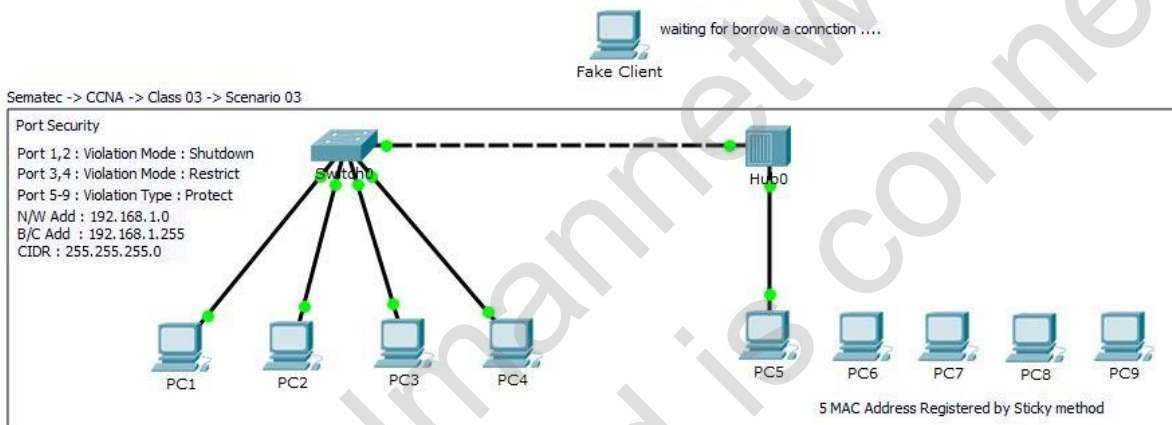 waiting for borrow a connction ....
Fake Client
Sematec -> CCNA -> Class 03 -> Scenario 03
Port Security
Port 1,2 : Violation Mode : Shutdown
Port 3,4 : Violation Mode : Restrict
Port 5-9 : Violation Type : Protect
N/W Add : 192.168.1.0
B/C Add : 192.168.1.255
CIDR : 255.255.255.0
Switch0
Hub0
PC1
PC2
PC3
PC4
PC5
PC6
PC7
PC8
PC9
5 MAC Address Registered by Sticky method
is